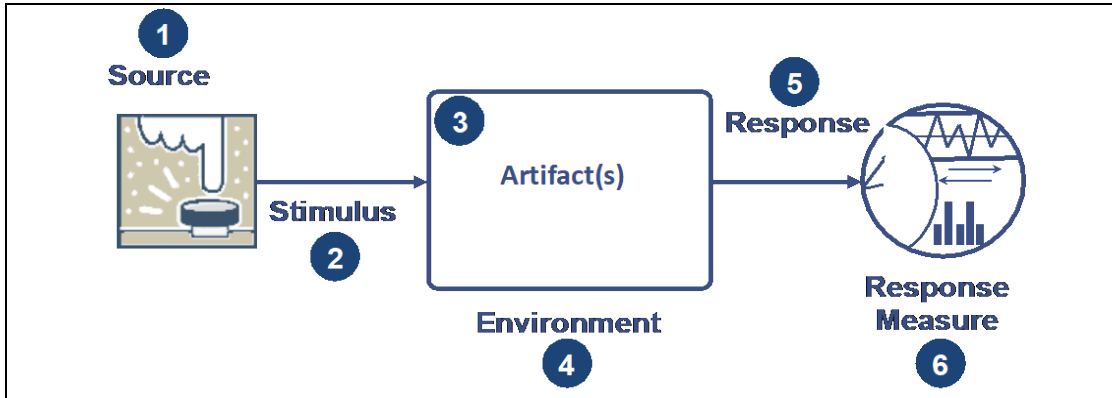 1
Source
Stimulus
2
3
Artifact(s)
Environment
4
5
Response
Response
Measure
6